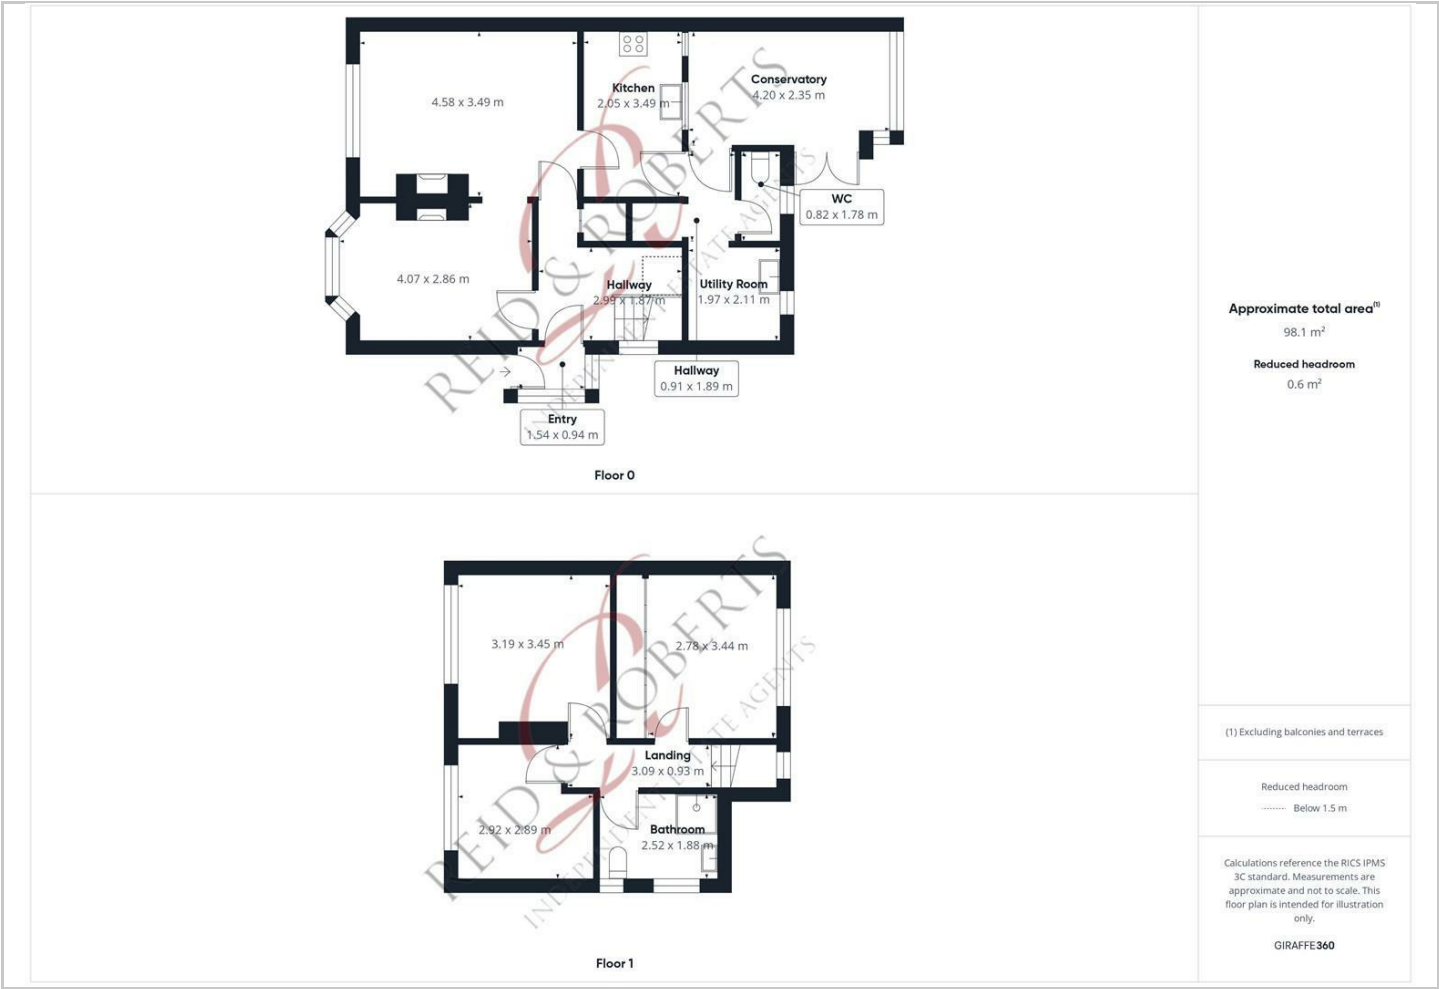 4.58 x 3.49 m
Kitchen
2.05 x 3.49 m
Conservatory
4.20 x 2.35 m
WC
0.82 x 1.78 m
4.07 x 2.86 m
Hallway
2.99 x 1.87 m
Utility Room
1.97 x 2.11 m
Hallway
0.91 x 1.89 m
Entry
1.54 x 0.94 m
REID & ROBERTS
INDEPENDENT ESTATE AGENTS
Floor 0
3.19 x 3.45 m
2.78 x 3.44 m
Landing
3.09 x 0.93 m
2.92 x 2.89 m
Bathroom
2.52 x 1.88 m
REID & ROBERTS
INDEPENDENT ESTATE AGENTS
Floor 1
Approximate total area(1)
98.1 m²
Reduced headroom
0.6 m²
(1) Excluding balconies and terraces
Reduced headroom
Below 1.5 m
Calculations reference the RICS IPMS
3C standard. Measurements are
approximate and not to scale. This
floor plan is intended for illustration
only.
GIRAFFE360